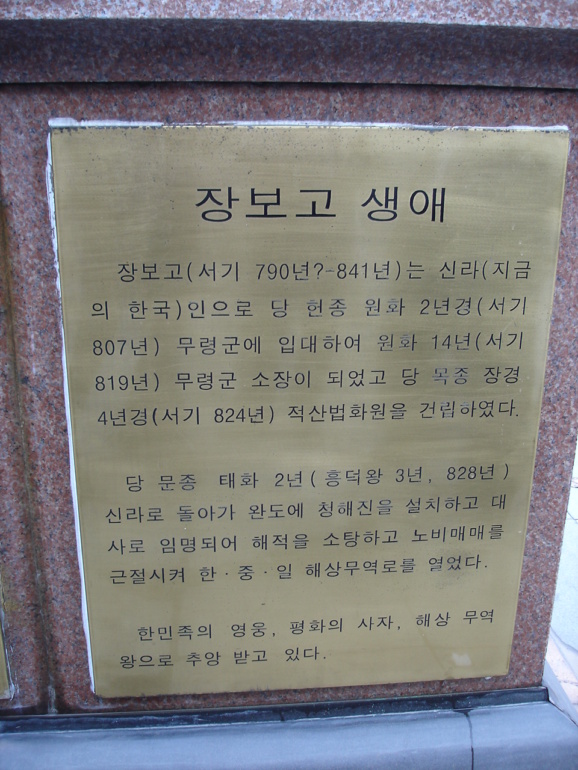 장보고 생애
장보고(서기 790년?-841년)는 신라(지금
의 한국)인으로 당 헌종 원화 2년경(서기
807년) 무령군에 입대하여 원화 14년(서기
819년) 무령군 소장이 되었고 당 목종 장경
4년경(서기 824년) 적산법화원을 건립하였다.
당 문종 태화 2년(흥덕왕 3년, 828년)
신라로 돌아가 완도에 청해진을 설치하고 대
사로 임명되어 해적을 소탕하고 노비매매를
근절시켜 한·중·일 해상무역로를 열었다.
한민족의 영웅, 평화의 사자, 해상 무역
왕으로 추앙 받고 있다.